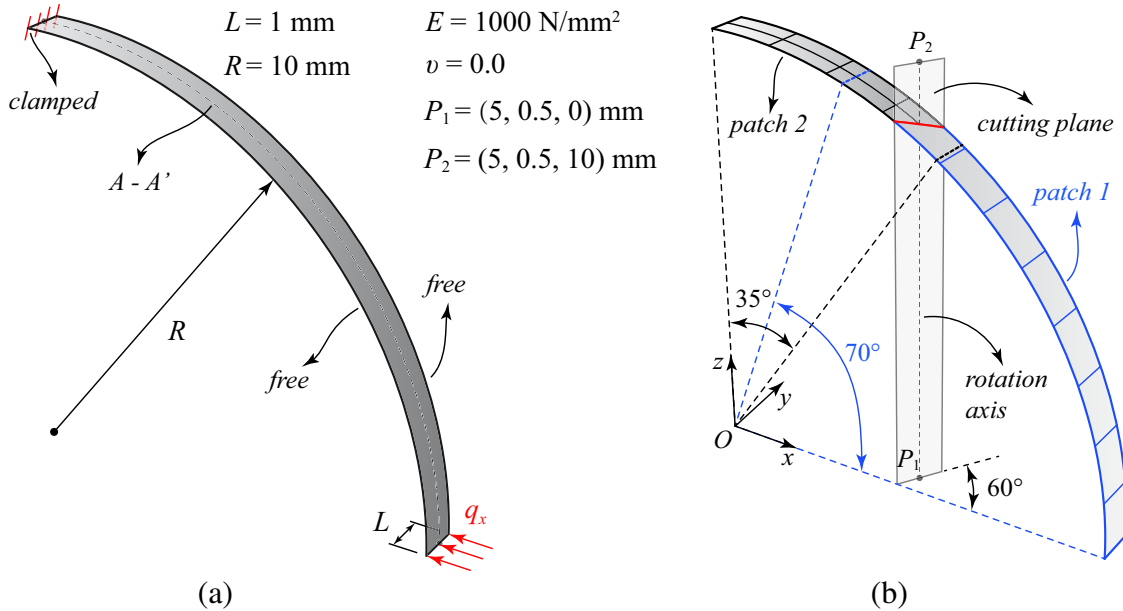 L = 1 mm
R = 10 mm
E = 1000 N/mm²
υ = 0.0
P₁ = (5, 0.5, 0) mm
P₂ = (5, 0.5, 10) mm
clamped
A - A’
R
free
free
L
qₓ
(a)
P₂
patch 2
cutting plane
patch 1
35°
70°
z
y
O
x
rotation
axis
P₁
60°
(b)